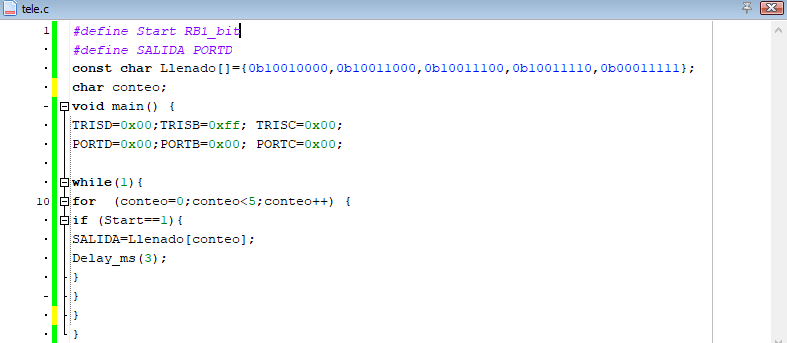 tele.c
1 #define Start RB1_bit
#define SALIDA PORTD
const char Llenado[]={0b10010000,0b10011000,0b10011100,0b10011110,0b00011111};
char conteo;
void main() {
TRISD=0x00;TRISB=0xff; TRISC=0x00;
PORTD=0x00;PORTB=0x00; PORTC=0x00;
while(1){
10 for  (conteo=0;conteo<5;conteo++) {
if (Start==1){
SALIDA=Llenado[conteo];
Delay_ms(3);
}
}
}
}